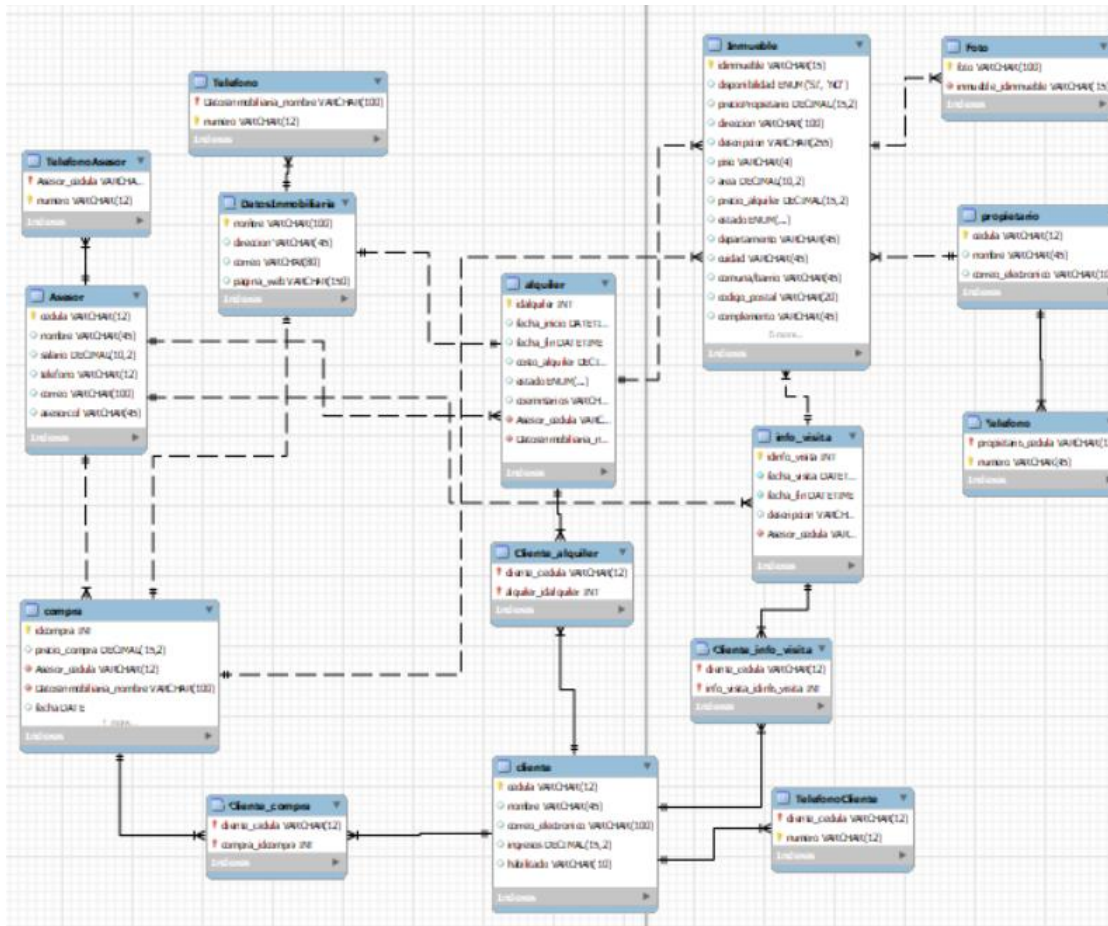 Telefono
DatosInmobiliaria_nombre VARCHAR(100)
numero VARCHAR(12)
Indexes
TelefonoAsesor
Asesor_cedula VARCHA...
numero VARCHAR(12)
Indexes
DatosInmobiliaria
nombre VARCHAR(100)
direccion VARCHAR(45)
correo VARCHAR(80)
pagina_web VARCHAR(150)
Indexes
Asesor
cedula VARCHAR(12)
nombre VARCHAR(45)
salario DECIMAL(10,2)
telefono VARCHAR(12)
correo VARCHAR(100)
asesorcol VARCHAR(45)
Indexes
alquiler
idalquiler INT
fecha_inicio DATETI...
fecha_fin DATETIME
costo_alquiler DECI...
estado ENUM(...)
VARCH...
Asesor_cedula VARC...
DatosInmobiliaria_n...
Indexes
Inmueble
idinmueble VARCHAR(15)
disponibilidad ENUM('SI', 'NO')
precioPropietario DECIMAL(15,2)
direccion VARCHAR(100)
descripcion VARCHAR(255)
piso VARCHAR(4)
area DECIMAL(10,2)
precio_alquiler DECIMAL(15,2)
estado ENUM(...)
departamento VARCHAR(45)
VARCHAR(45)
comuna/barrio VARCHAR(45)
codigo_postal VARCHAR(20)
complemento VARCHAR(45)
more...
Indexes
Foto
foto VARCHAR(100)
inmueble_idinmueble VARCHAR(15)
Indexes
propietario
cedula VARCHAR(12)
nombre VARCHAR(45)
correo_electronico VARCHAR(10
Indexes
Telefono
propietario_cedula VARCHAR(1
numero VARCHAR(45)
Indexes
info_visita
idinfo_visita INT
fecha_visita DATET...
fecha_fin DATETIME
descripcion VARCH...
Asesor_cedula VAR...
Indexes
Cliente_alquiler
cliente_cedula VARCHAR(12)
alquiler_idalquiler INT
Indexes
compra
idcompra INT
precio_compra DECIMAL(15,2)
Asesor_cedula VARCHAR(12)
DatosInmobiliaria_nombre VARCHAR(100)
fecha DATE
more...
Indexes
Cliente_info_visita
cliente_cedula VARCHAR(12)
info_visita_idinfo_visita INT
Indexes
cliente
cedula VARCHAR(12)
nombre VARCHAR(45)
correo_electronico VARCHAR(100)
ingresos DECIMAL(15,2)
habilitado VARCHAR(10)
Indexes
Cliente_compra
cliente_cedula VARCHAR(12)
compra_idcompra INT
Indexes
TelefonoCliente
cliente_cedula VARCHAR(12)
numero VARCHAR(12)
Indexes